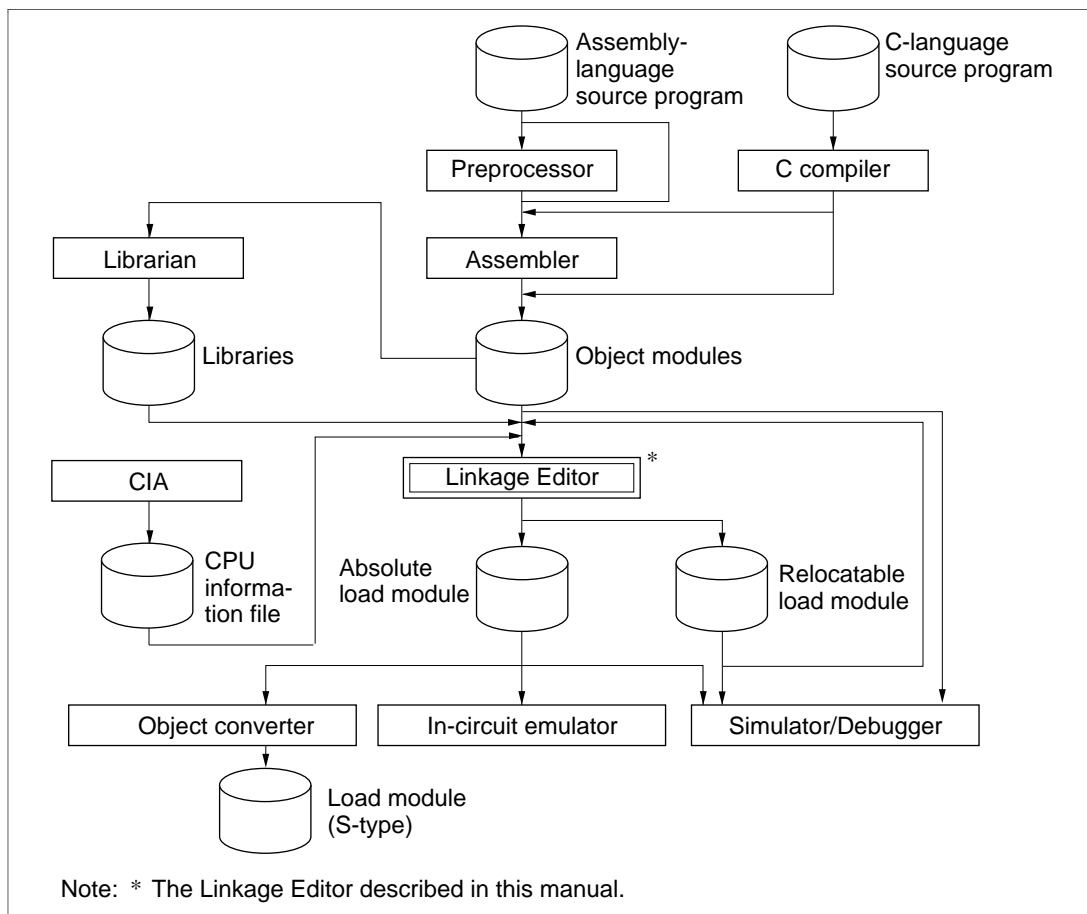 Assembly-
language
source program
C-language
source program
Preprocessor
C compiler
Librarian
Assembler
Libraries
Object modules
Linkage Editor
*
CIA
CPU
informa-
tion file
Absolute
load module
Relocatable
load module
Object converter
In-circuit emulator
Simulator/Debugger
Load module
(S-type)
Note: * The Linkage Editor described in this manual.